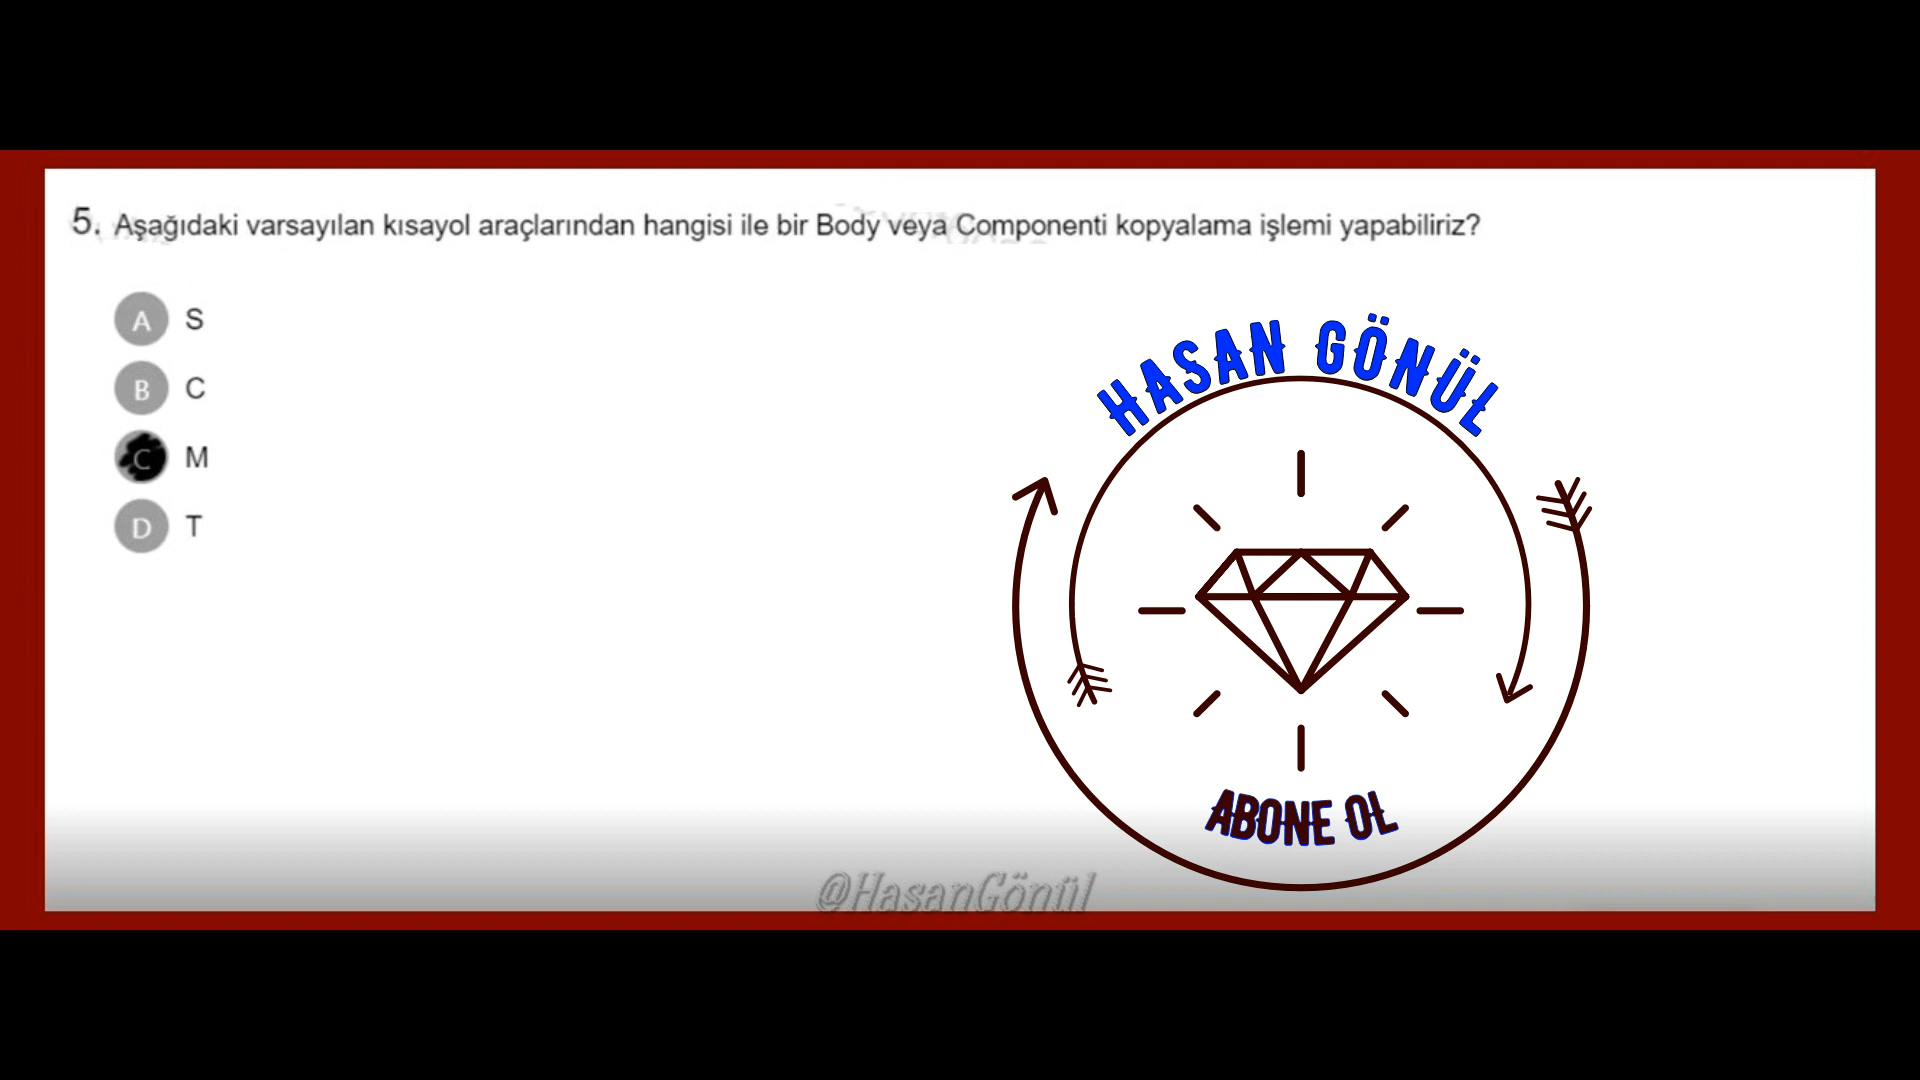 5. Aşağıdaki varsayılan kısayol araçlarından hangisi ile bir Body veya Componenti kopyalama işlemi yapabiliriz?
A S
B C
C M
D T
HASAN GÖNÜL
ABONE OL
@HasanGönül